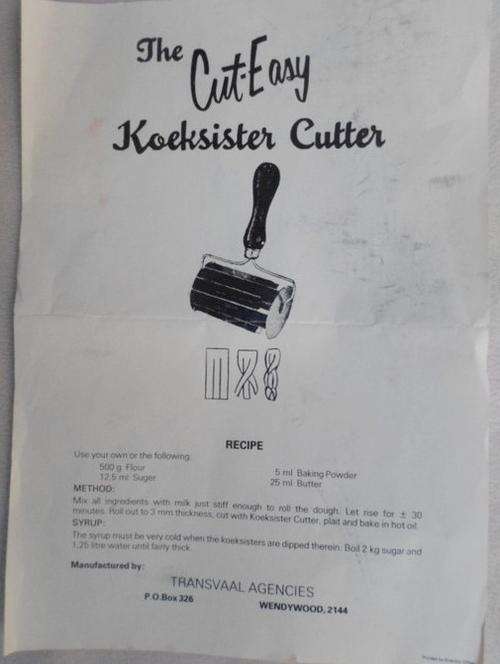 The
Cut-Easy
Koeksister Cutter
RECIPE
Use your own or the following.
500 g Flour 5 ml Baking Powder
12,5 ml Suger 25 ml Butter
METHOD:
Mix all ingredients with milk just stiff enough to roll the dough. Let rise for ± 30
minutes. Roll out to 3 mm thickness, cut with Koeksister Cutter, plait and bake in hot oil.
SYRUP:
The syrup must be very cold when the koeksisters are dipped therein. Boil 2 kg sugar and
1,25 litre water until fairly thick.
Manufactured by:
TRANSVAAL AGENCIES
P.O.Box 326 WENDYWOOD, 2144